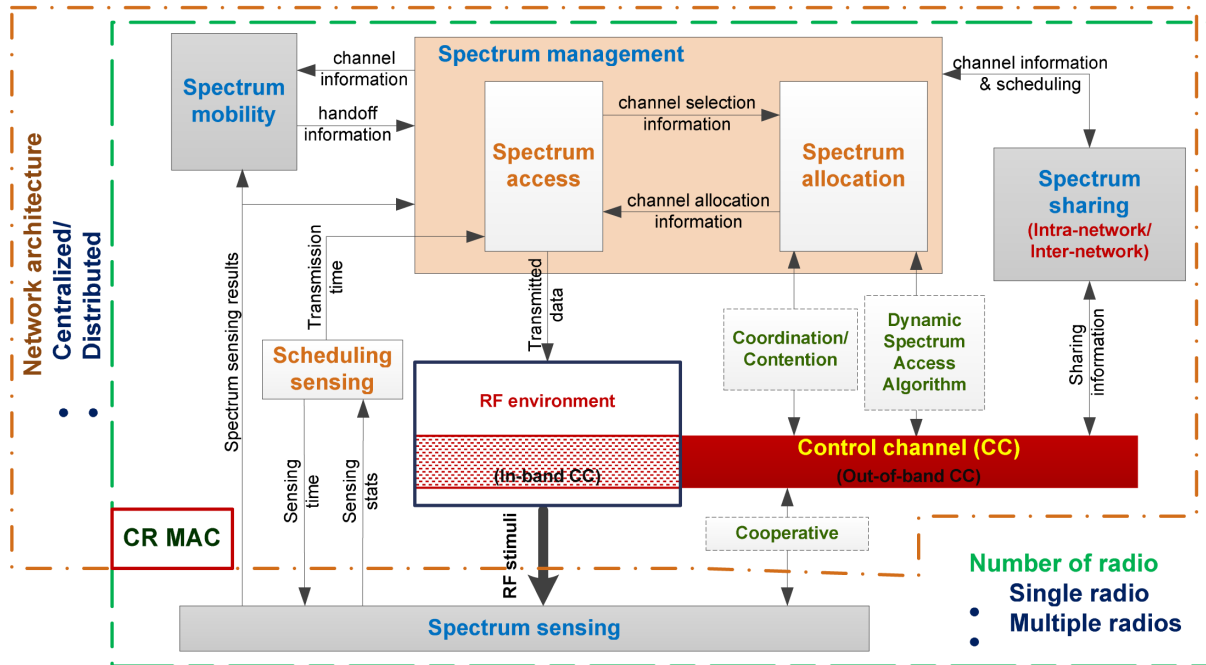 Network architecture
Centralized/
Distributed
•
•
Spectrum
mobility
channel
information
handoff
information
Spectrum management
Spectrum
access
channel selection
information
channel allocation
information
Spectrum
allocation
channel information
& scheduling
Spectrum
sharing
(Intra-network/
Inter-network)
Spectrum sensing results
Transmission
time
Scheduling
sensing
Sensing
time
Sensing
stats
Transmitted
data
Coordination/
Contention
Dynamic
Spectrum
Access
Algorithm
Sharing
information
RF environment
(In-band CC)
Control channel (CC)
(Out-of-band CC)
RF stimuli
Cooperative
CR MAC
Spectrum sensing
Number of radio
Single radio
• Multiple radios
•